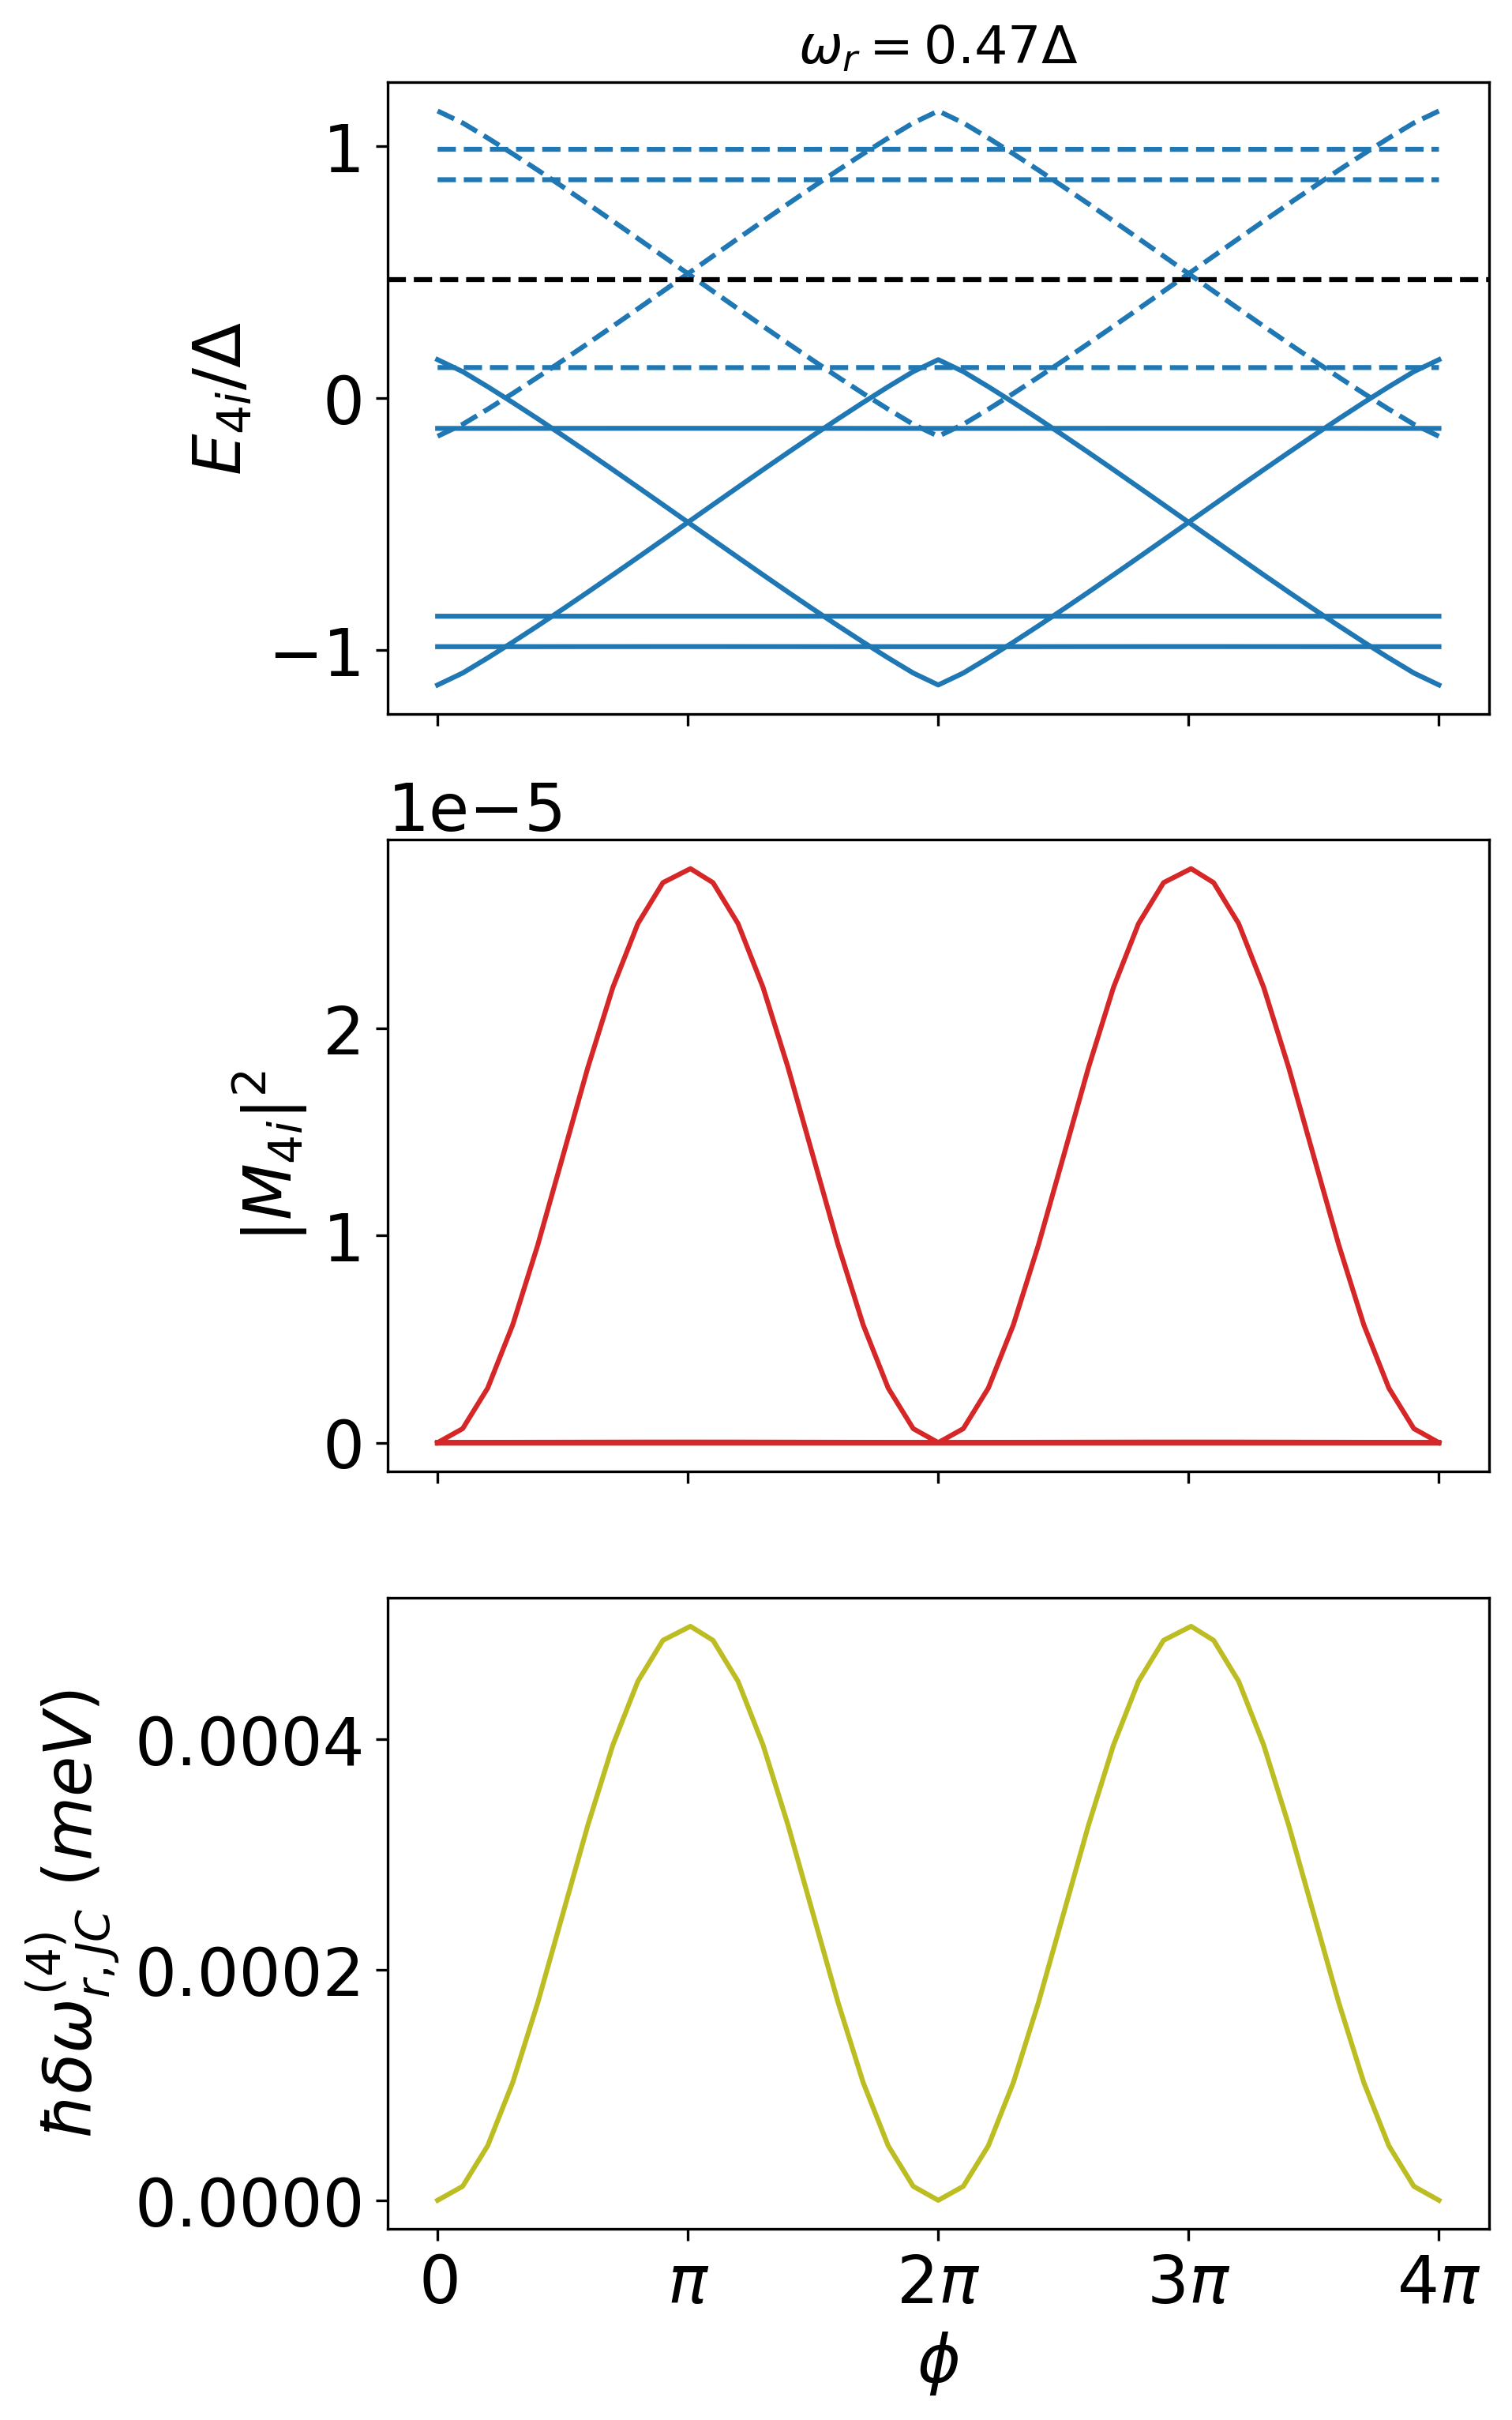 ω_r = 0.47Δ
E_{4i}/Δ
1
0
−1
1e−5
|M_{4i}|^2
2
1
0
ℏδω_{r,JC}^{(4)} (meV)
0.0004
0.0002
0.0000
0 π 2π 3π 4π
ϕ